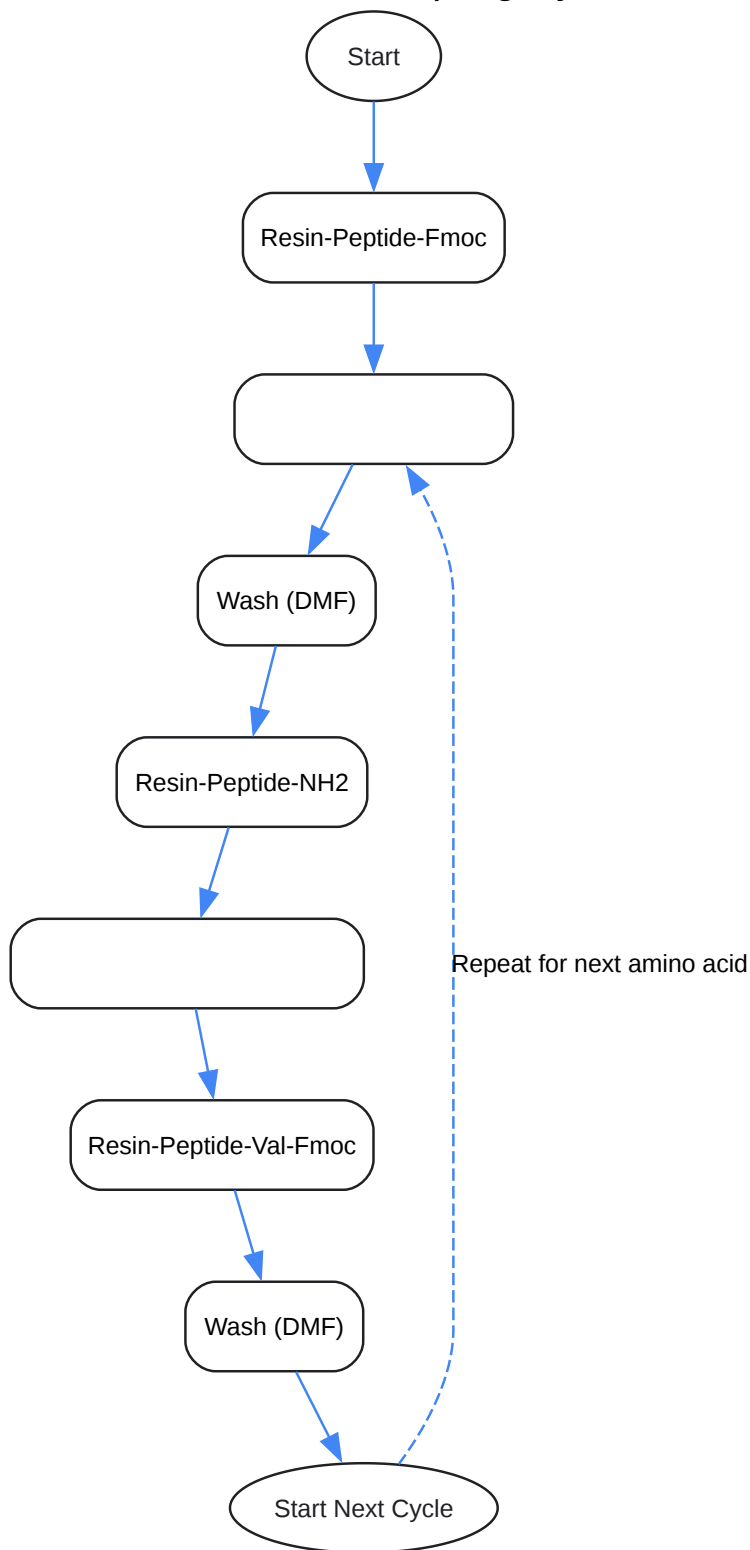 Start
Resin-Peptide-Fmoc
Wash (DMF)
Resin-Peptide-NH2
Repeat for next amino acid
Resin-Peptide-Val-Fmoc
Wash (DMF)
Start Next Cycle